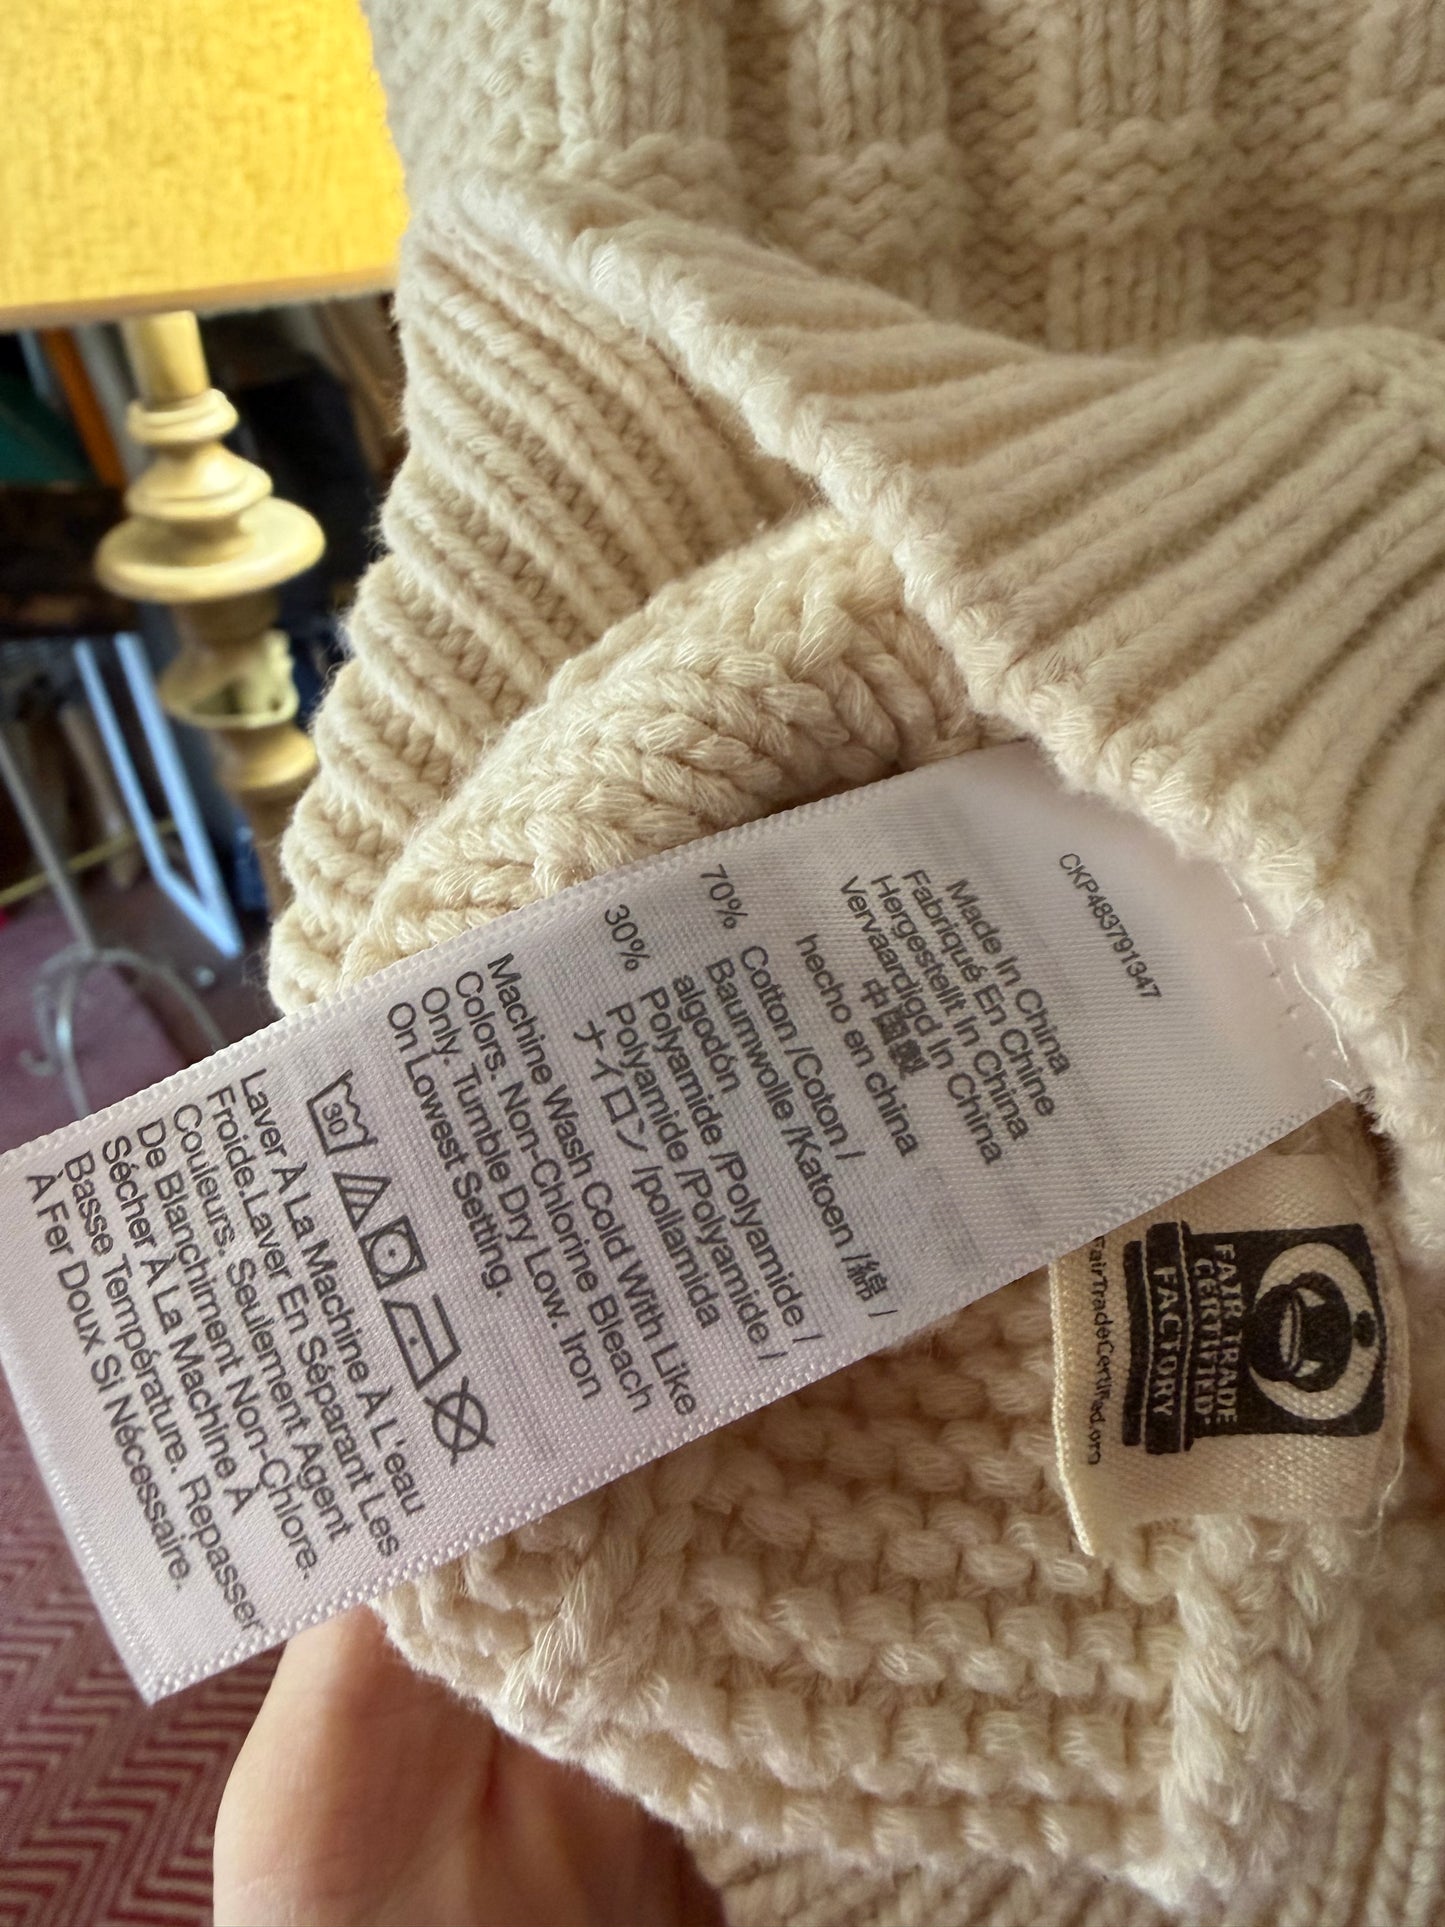 CKP483791347
Made In China
Fabriqué En Chine
Hergestellt In China
Vervaardigd In China
中国製
hecho en china
70% Cotton /Coton /
Baumwolle /Katoen /綿 /
algodón
30% Polyamide /Polyamide /
Polyamide /Polyamide /
ナイロン /poliamida
Machine Wash Cold With Like
Colors. Non-Chlorine Bleach
Only. Tumble Dry Low. Iron
On Lowest Setting.
30
Laver À La Machine À L'eau
Froide.Laver En Séparant Les
Couleurs. Seulement Agent
De Blanchiment Non-Chlore.
Sécher À La Machine À
Basse Température. Repasser
À Fer Doux Si Nécessaire.
FAIR TRADE
CERTIFIED
FACTORY
FairTradeCertified.org